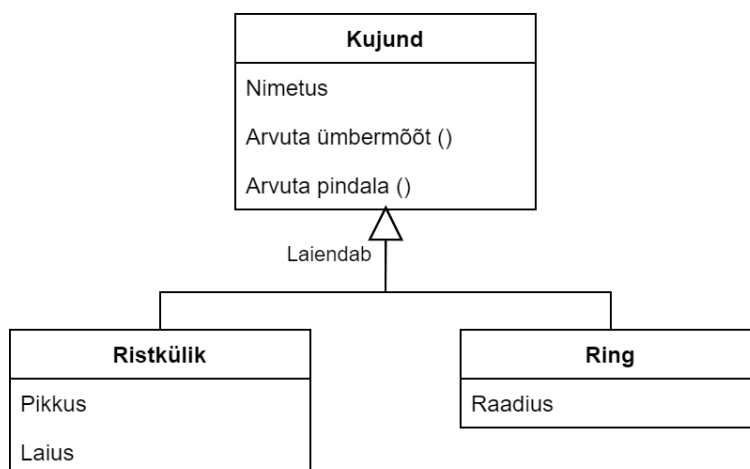 Kujund
Nimetus
Arvuta ümbermõõt ()
Arvuta pindala ()
Laiendab
Ristkülik
Pikkus
Laius
Ring
Raadius